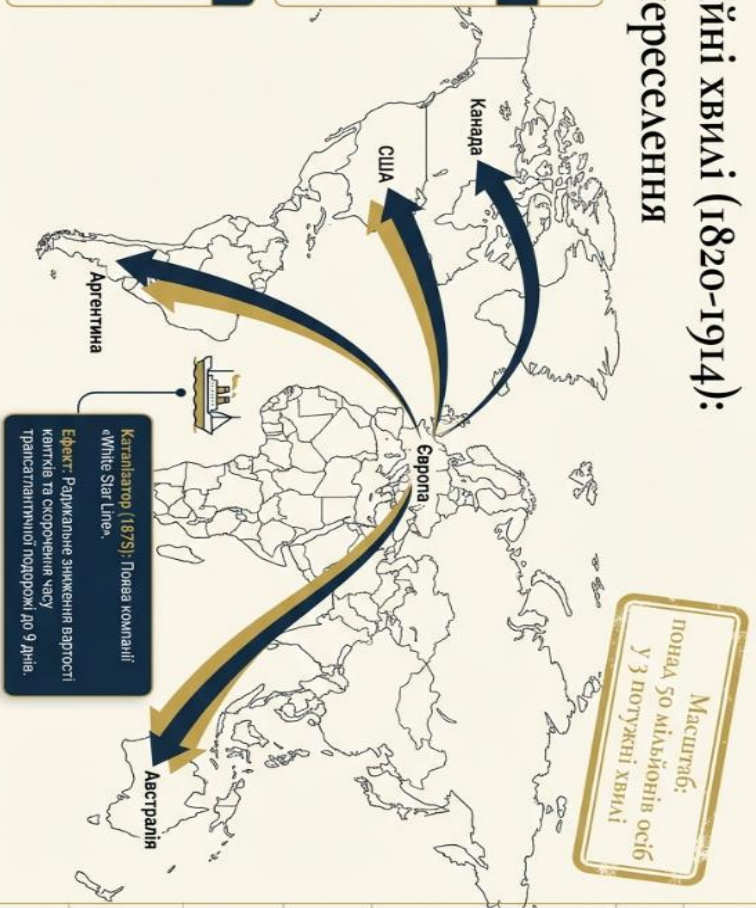 йні хвилі (1820-1914):
ереселення
Масштаб:
понад 50 мільйонів осіб
у 3 потужні хвилі
Канада
США
Аргентина
Європа
Австралія
Каталізатор (1875): Поява компанії
«White Star Line».
Ефект: Радикальне зниження вартості
квитків та скорочення часу
трансатлантичної подорожі до 9 днів.